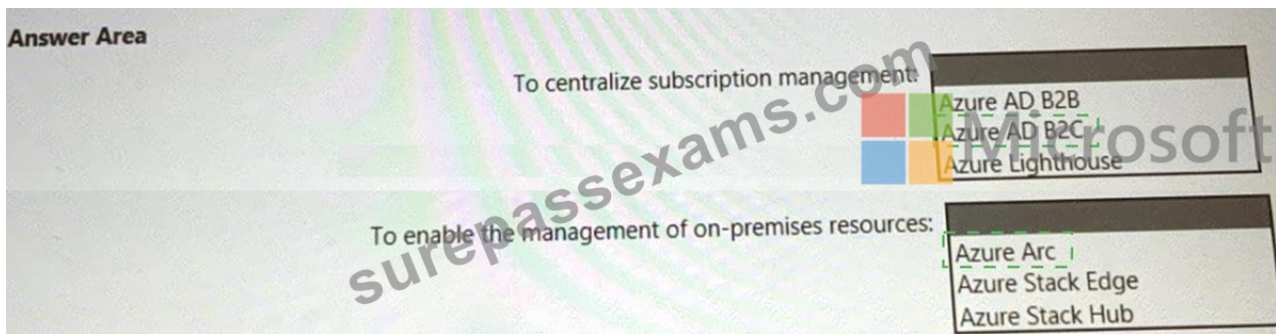 Answer Area
To centralize subscription management:
Azure AD B2B
Azure AD B2C
Azure Lighthouse
Microsoft
surepassexams.com
To enable the management of on-premises resources:
Azure Arc
Azure Stack Edge
Azure Stack Hub